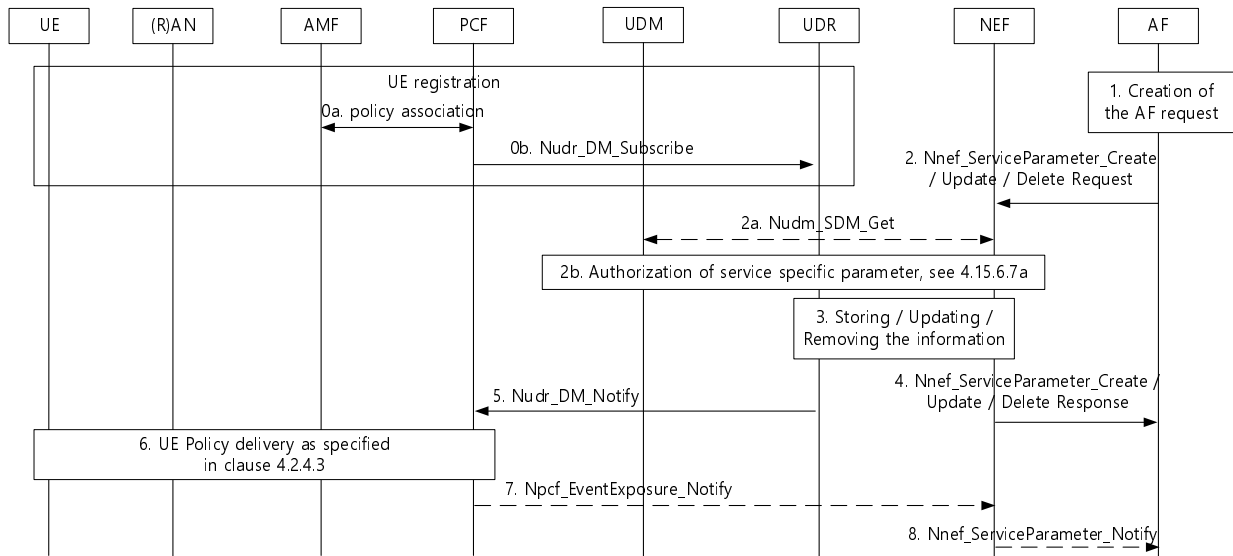 UE
(R)AN
AMF
PCF
UDM
UDR
NEF
AF
UE registration
0a. policy association
0b. Nudr_DM_Subscribe
1. Creation of
the AF request
2. Nnef_ServiceParameter_Create
/ Update / Delete Request
2a. Nudm_SDM_Get
2b. Authorization of service specific parameter, see 4.15.6.7a
3. Storing / Updating /
Removing the information
4. Nnef_ServiceParameter_Create /
Update / Delete Response
5. Nudr_DM_Notify
6. UE Policy delivery as specified
in clause 4.2.4.3
7. Npcf_EventExposure_Notify
8. Nnef_ServiceParameter_Notify